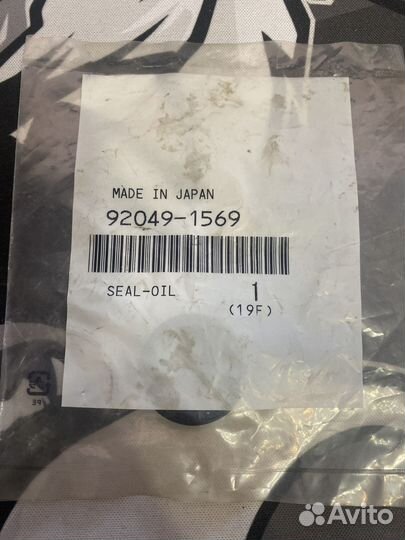 MADE IN JAPAN
92049-1569
SEAL-OIL 1
(19F)
Avito